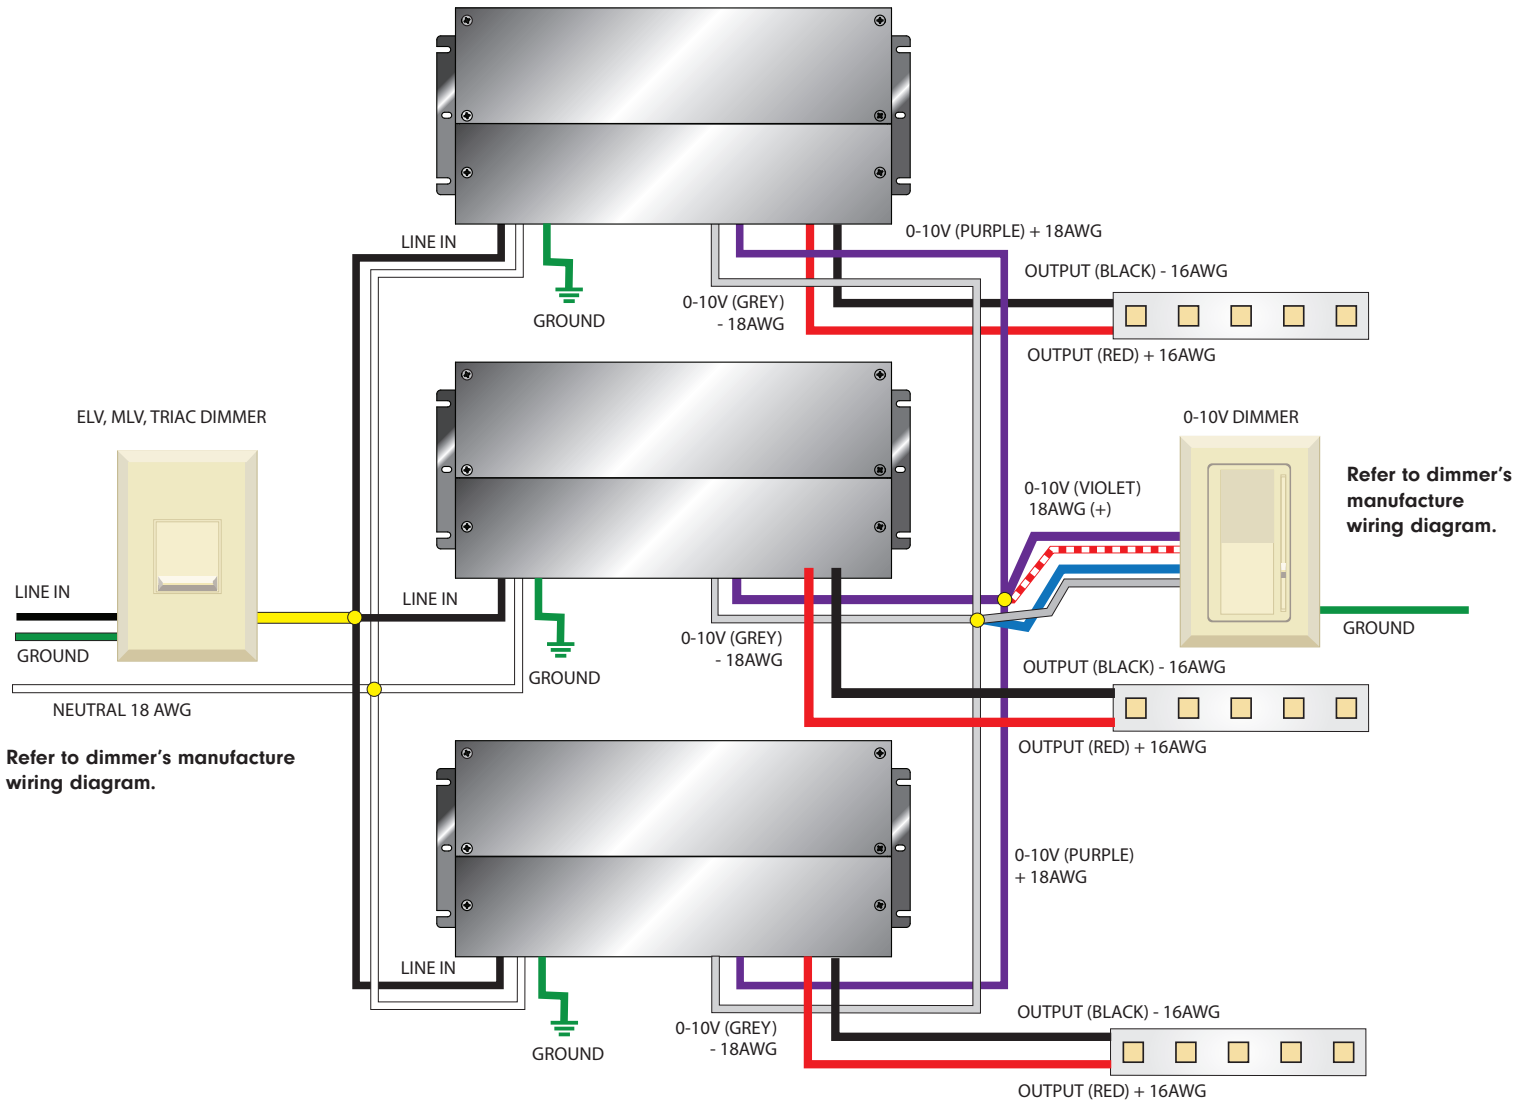 LINE IN
0-10V (PURPLE) + 18AWG
OUTPUT (BLACK) - 16AWG
0-10V (GREY)
- 18AWG
GROUND
OUTPUT (RED) + 16AWG
ELV, MLV, TRIAC DIMMER
0-10V DIMMER
Refer to dimmer's
manufacture
wiring diagram.
0-10V (VIOLET)
18AWG (+)
LINE IN
LINE IN
GROUND
GROUND
0-10V (GREY)
- 18AWG
GROUND
OUTPUT (BLACK) - 16AWG
NEUTRAL 18 AWG
OUTPUT (RED) + 16AWG
Refer to dimmer's manufacture
wiring diagram.
0-10V (PURPLE)
+ 18AWG
LINE IN
0-10V (GREY)
- 18AWG
GROUND
OUTPUT (BLACK) - 16AWG
OUTPUT (RED) + 16AWG